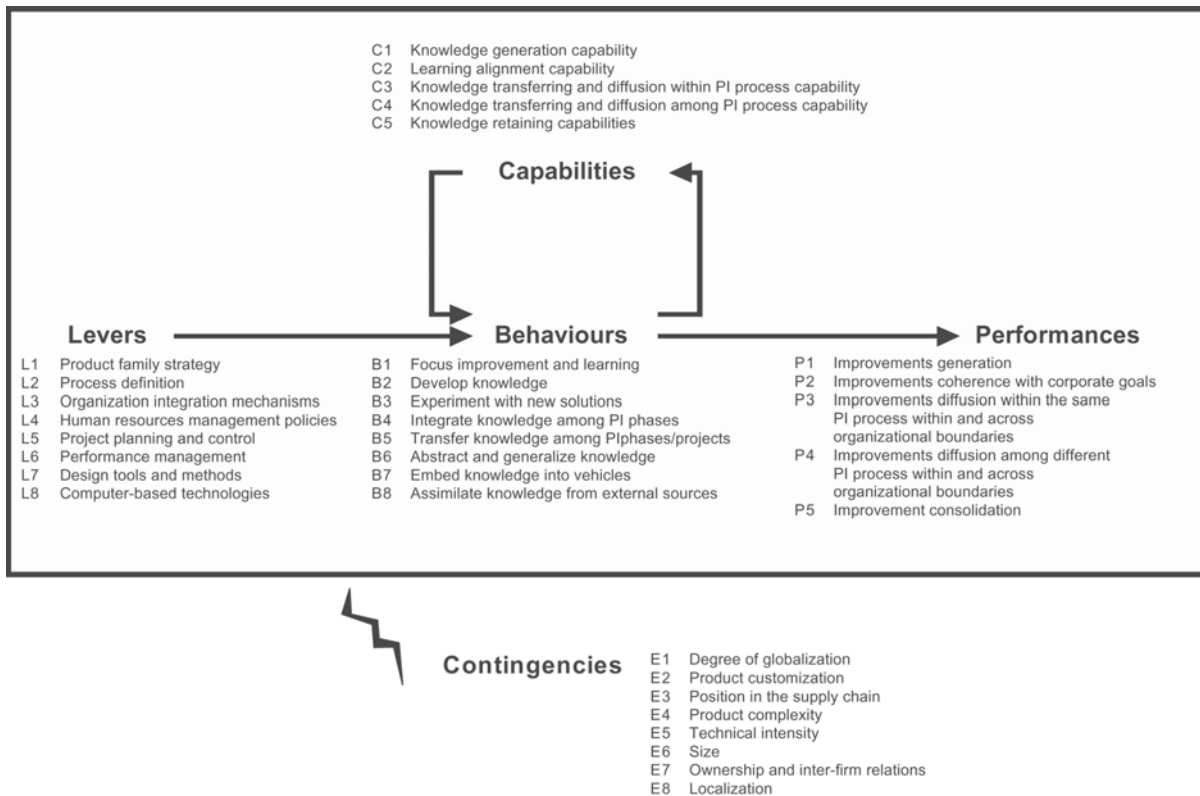 C1 Knowledge generation capability
C2 Learning alignment capability
C3 Knowledge transferring and diffusion within PI process capability
C4 Knowledge transferring and diffusion among PI process capability
C5 Knowledge retaining capabilities
Capabilities
Levers
L1 Product family strategy
L2 Process definition
L3 Organization integration mechanisms
L4 Human resources management policies
L5 Project planning and control
L6 Performance management
L7 Design tools and methods
L8 Computer-based technologies
Behaviours
B1 Focus improvement and learning
B2 Develop knowledge
B3 Experiment with new solutions
B4 Integrate knowledge among PI phases
B5 Transfer knowledge among PIphases/projects
B6 Abstract and generalize knowledge
B7 Embed knowledge into vehicles
B8 Assimilate knowledge from external sources
Performances
P1 Improvements generation
P2 Improvements coherence with corporate goals
P3 Improvements diffusion within the same
PI process within and across
organizational boundaries
P4 Improvements diffusion among different
PI process within and across
organizational boundaries
P5 Improvement consolidation
Contingencies
E1 Degree of globalization
E2 Product customization
E3 Position in the supply chain
E4 Product complexity
E5 Technical intensity
E6 Size
E7 Ownership and inter-firm relations
E8 Localization